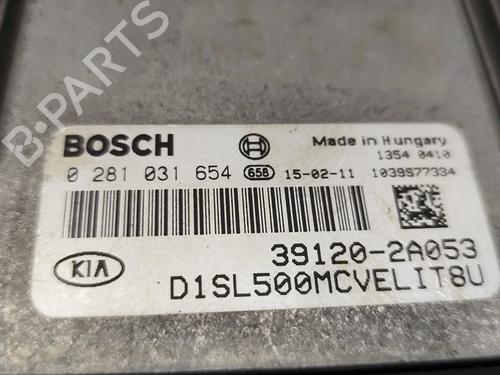 BOSCH
Made in Hungary
1354 0410
0 281 031 654 658 15-02-11 1039S77334
39120-2A053
KIA
D1SL500MCVELIT8U
B-PARTS